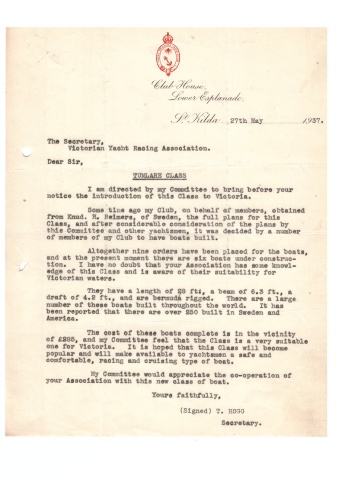 Club House,
Lower Esplanade,
St. Kilda, 27th May 1937.
The Secretary,
Victorian Yacht Racing Association.
Dear Sir,
TUMLARE CLASS
I am directed by my Committee to bring before your
notice the introduction of this Class to Victoria.
Some time ago my Club, on behalf of members, obtained
from Knud. H. Reimers, of Sweden, the full plans for this
Class, and after considerable consideration of the plans by
this Committee and other yachtsmen, it was decided by a number
of members of my Club to have boats built.
Altogether nine orders have been placed for the boats,
and at the present moment there are six boats under construc-
tion. I have no doubt that your Association has some knowl-
edge of this Class and is aware of their suitability for
Victorian waters.
They have a length of 28 fti, a beam of 6.3 ft., a
draft of 4.2 ft., and are bermuda rigged. There are a large
number of these boats built throughout the world. It has
been reported that there are over 250 built in Sweden and
America.
The cost of these boats complete is in the vicinity
of £295, and my Committee feel that the Class is a very suitable
one for Victoria. It is hoped that this Class will become
popular and will make available to yachtsmen a safe and
comfortable, racing and cruising type of boat.
My Committee would appreciate the co-operation of
your Association with this new class of boat.
Yours faithfully,
(Signed) T. HOGG
Secretary.